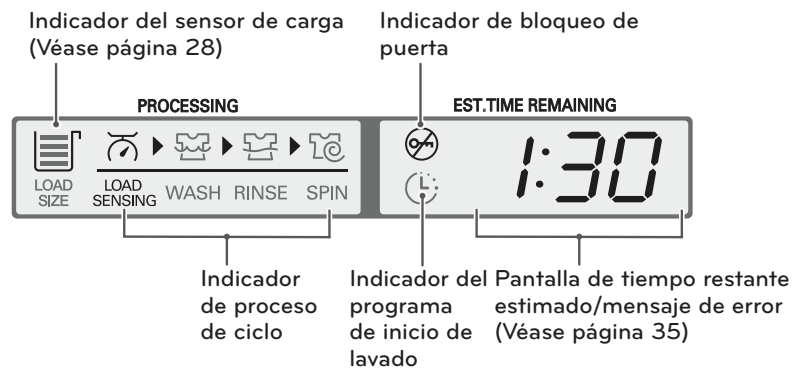 Indicador del sensor de carga
(Véase página 28)
Indicador de bloqueo de
puerta
PROCESSING
EST.TIME REMAINING
LOAD
SIZE
LOAD
SENSING
WASH
RINSE
SPIN
1:30
Indicador
de proceso
de ciclo
Indicador del
programa
de inicio de
lavado
Pantalla de tiempo restante
estimado/mensaje de error
(Véase página 35)